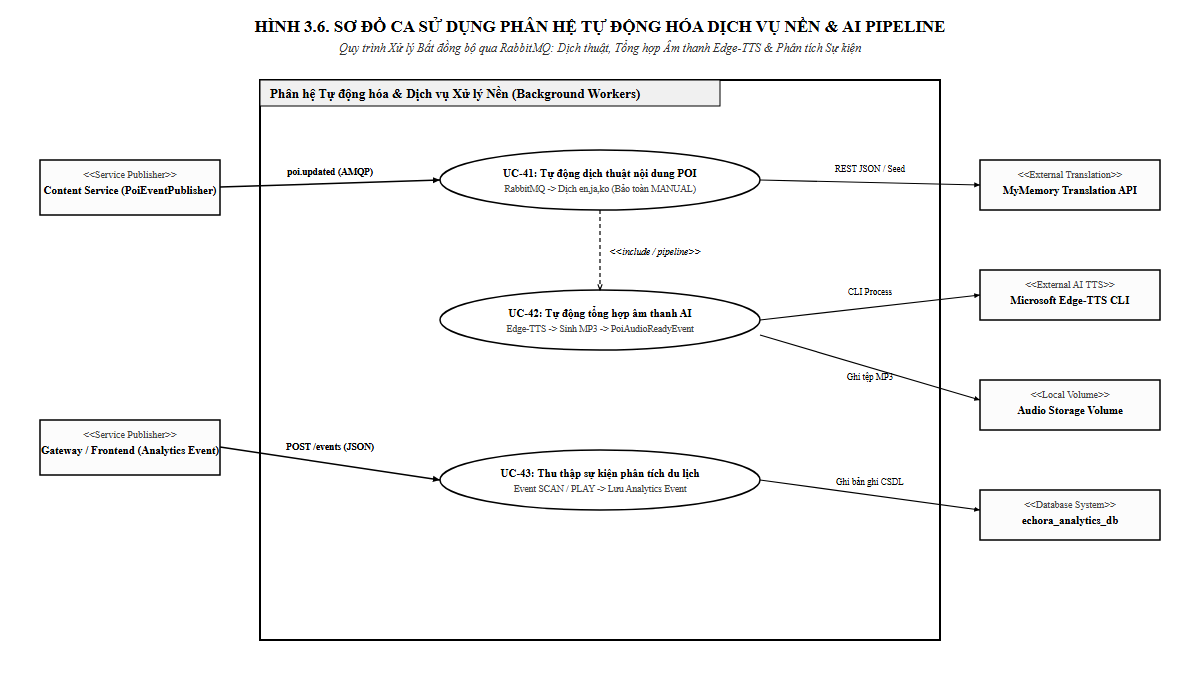 HÌNH 3.6. SƠ ĐỒ CA SỬ DỤNG PHÂN HỆ TỰ ĐỘNG HÓA DỊCH VỤ NỀN & AI PIPELINE
Quy trình Xử lý Bất đồng bộ qua RabbitMQ: Dịch thuật, Tổng hợp Âm thanh Edge-TTS & Phân tích Sự kiện
Phân hệ Tự động hóa & Dịch vụ Xử lý Nền (Background Workers)
<<Service Publisher>>
Content Service (PoiEventPublisher)
poi.updated (AMQP)
UC-41: Tự động dịch thuật nội dung POI
RabbitMQ -> Dịch en,ja,ko (Bảo toàn MANUAL)
REST JSON / Seed
<<External Translation>>
MyMemory Translation API
<<include / pipeline>>
UC-42: Tự động tổng hợp âm thanh AI
Edge-TTS -> Sinh MP3 -> PoiAudioReadyEvent
CLI Process
<<External AI TTS>>
Microsoft Edge-TTS CLI
Ghi tệp MP3
<<Local Volume>>
Audio Storage Volume
<<Service Publisher>>
Gateway / Frontend (Analytics Event)
POST /events (JSON)
UC-43: Thu thập sự kiện phân tích du lịch
Event SCAN / PLAY -> Lưu Analytics Event
Ghi bản ghi CSDL
<<Database System>>
echora_analytics_db